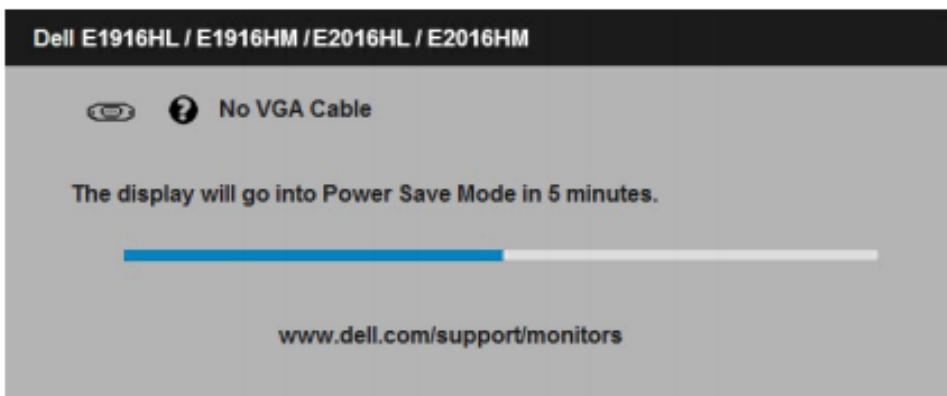 Dell E1916HL / E1916HM / E2016HL / E2016HM
? No VGA Cable
The display will go into Power Save Mode in 5 minutes.
www.dell.com/support/monitors